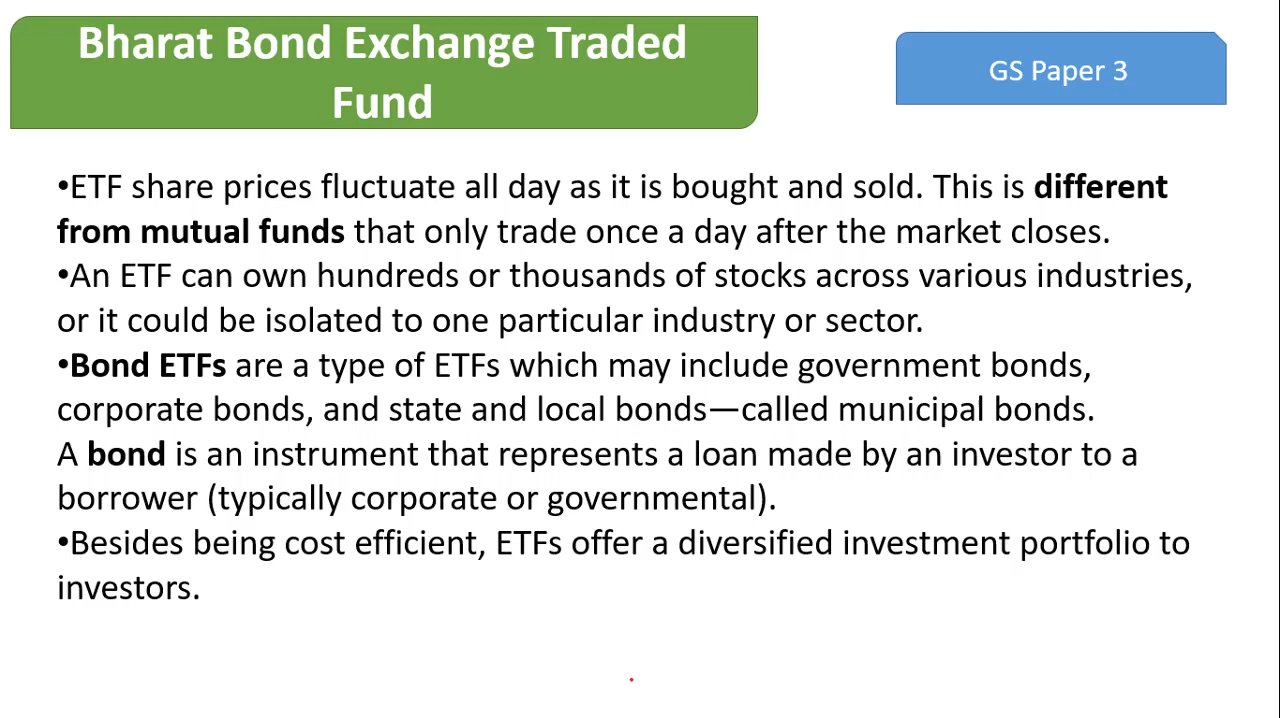 Bharat Bond Exchange Traded
Fund
GS Paper 3
•ETF share prices fluctuate all day as it is bought and sold. This is different
from mutual funds that only trade once a day after the market closes.
•An ETF can own hundreds or thousands of stocks across various industries,
or it could be isolated to one particular industry or sector.
•Bond ETFs are a type of ETFs which may include government bonds,
corporate bonds, and state and local bonds—called municipal bonds.
A bond is an instrument that represents a loan made by an investor to a
borrower (typically corporate or governmental).
•Besides being cost efficient, ETFs offer a diversified investment portfolio to
investors.